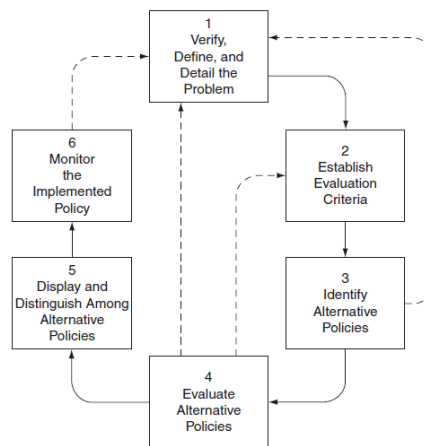 1
Verify,
Define, and
Detail the
Problem
2
Establish
Evaluation
Criteria
3
Identify
Alternative
Policies
4
Evaluate
Alternative
Policies
5
Display and
Distinguish Among
Alternative
Policies
6
Monitor
the
Implemented
Policy